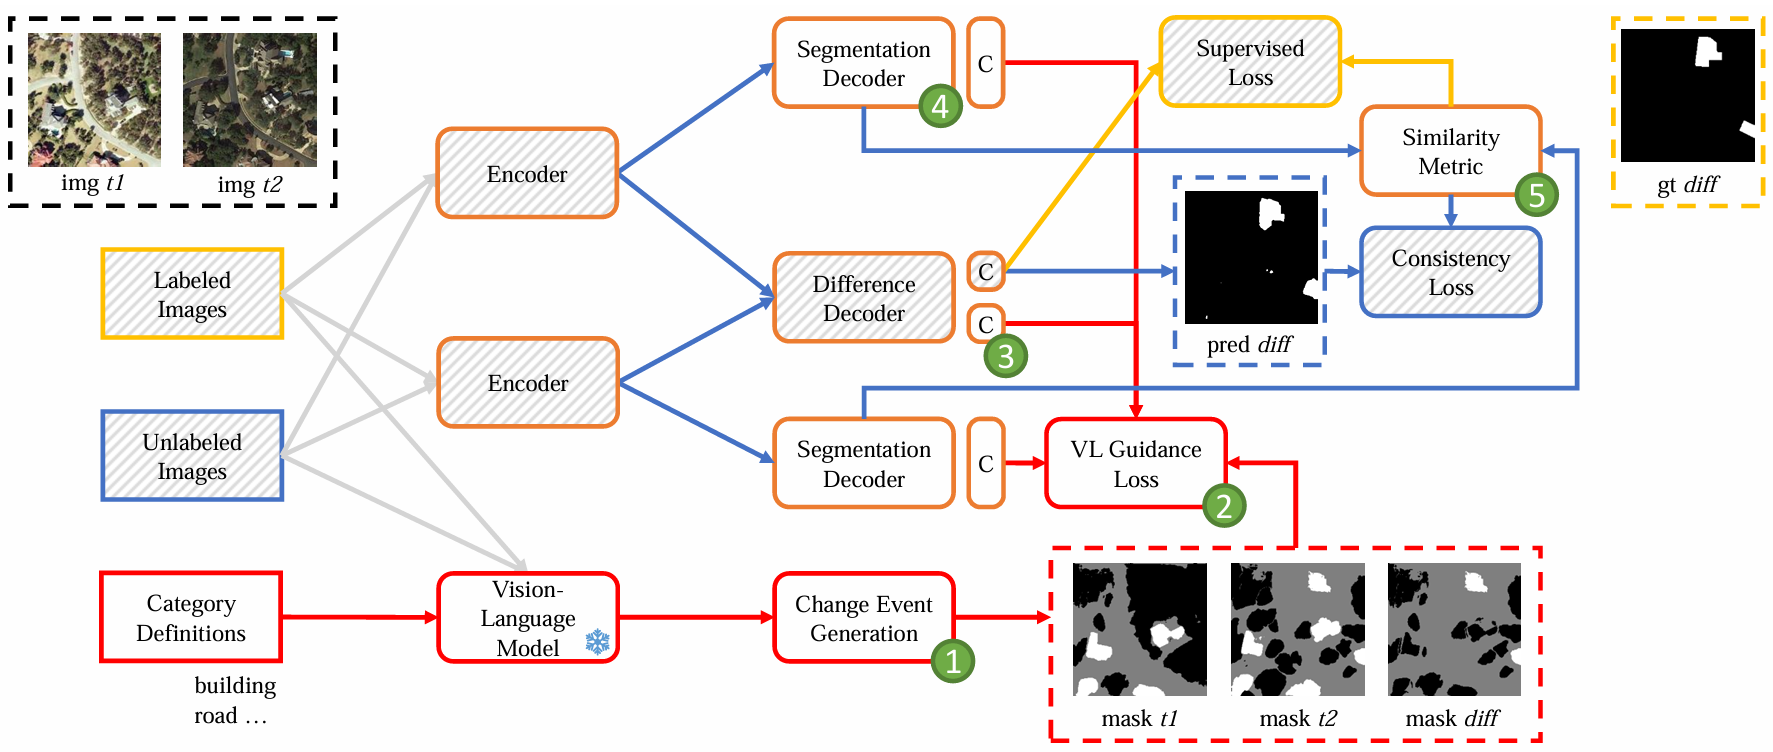 img t1
img t2
Labeled
Images
Unlabeled
Images
Category
Definitions
building
road …
Encoder
Encoder
Vision-
Language
Model
Segmentation
Decoder
4
C
Difference
Decoder
C
C
3
Segmentation
Decoder
C
Change Event
Generation
1
Supervised
Loss
Similarity
Metric
5
Consistency
Loss
pred diff
VL Guidance
Loss
2
mask t1
mask t2
mask diff
gt diff